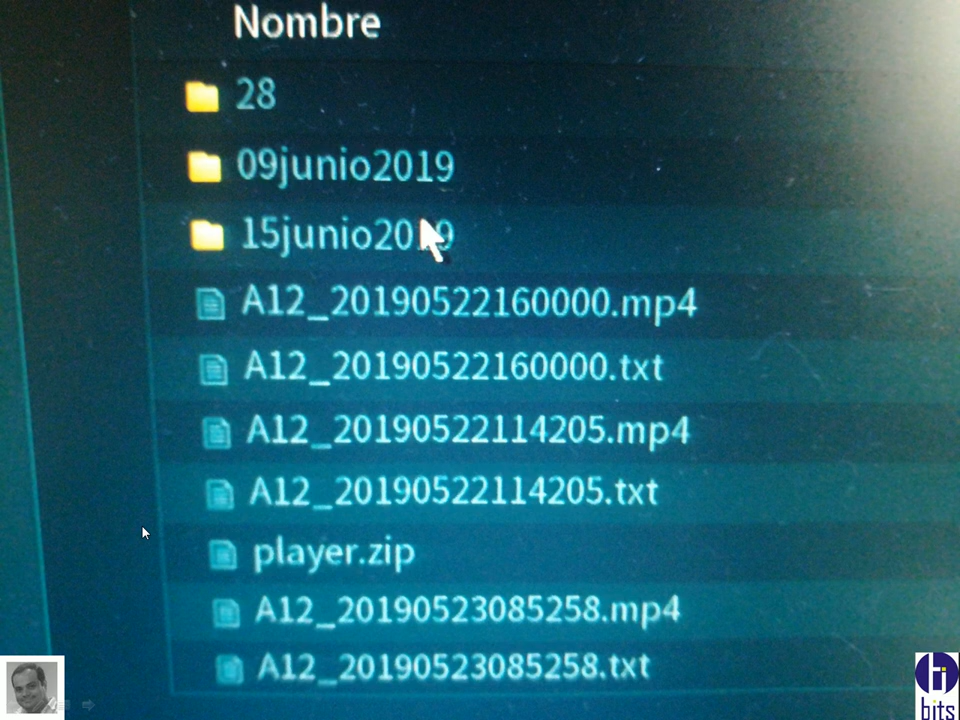 Nombre
28
09junio2019
15junio2019
A12_20190522160000.mp4
A12_20190522160000.txt
A12_20190522114205.mp4
A12_20190522114205.txt
player.zip
A12_20190523085258.mp4
A12_20190523085258.txt
bits